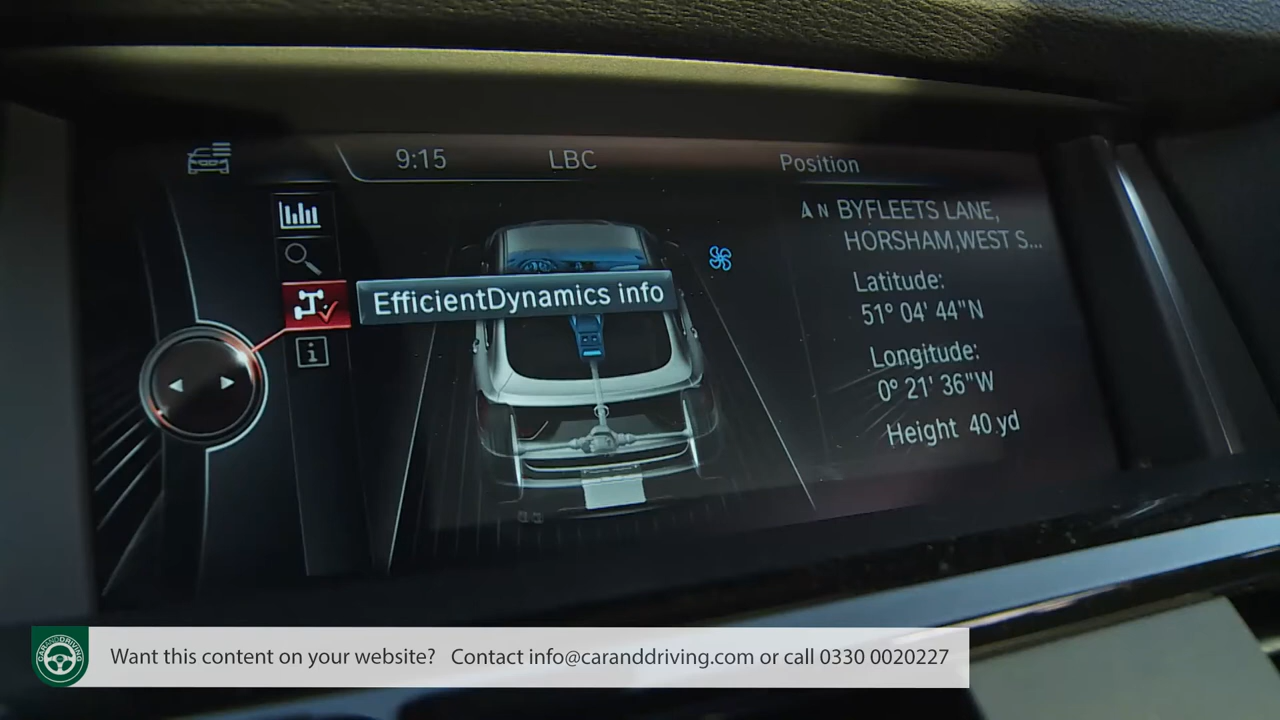 9:15
LBC
Position
N BYFLEETS LANE,
HORSHAM,WEST S...
Latitude:
51° 04' 44"N
Longitude:
0° 21' 36"W
Height 40 yd
EfficientDynamics info
i
CARANDDRIVING
Want this content on your website? Contact info@caranddriving.com or call 0330 0020227